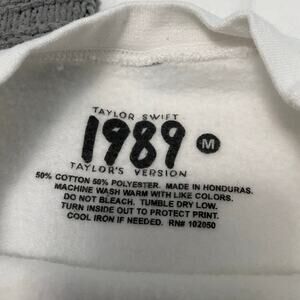 TAYLOR SWIFT
1989
M
TAYLOR'S VERSION
50% COTTON 50% POLYESTER. MADE IN HONDURAS.
MACHINE WASH WARM WITH LIKE COLORS.
DO NOT BLEACH. TUMBLE DRY LOW.
TURN INSIDE OUT TO PROTECT PRINT.
COOL IRON IF NEEDED. RN# 102050